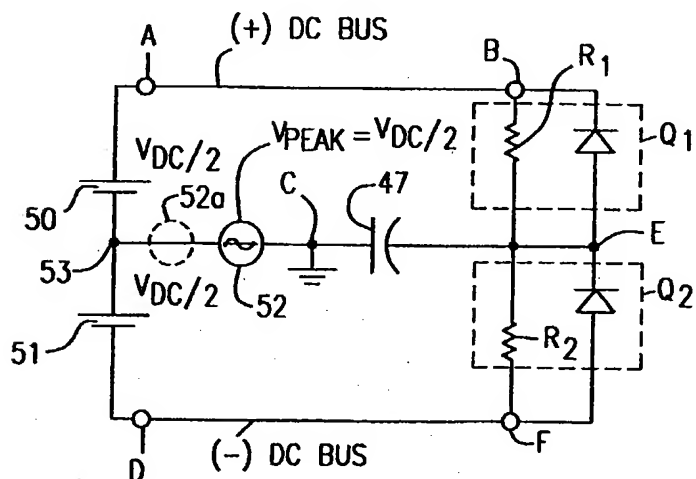 A
(+) DC BUS
B
R1
Q1
VDC/2
VPEAK=VDC/2
52a
C
47
50
E
53
VDC/2
52
Q2
51
R2
D
(-) DC BUS
F